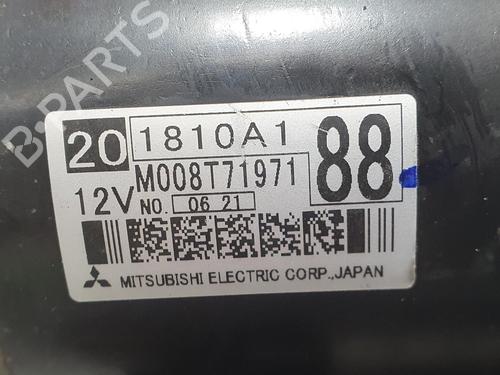 20 1810A1 88
M008T71971
12V NO. 06 21
MITSUBISHI ELECTRIC CORP., JAPAN
B-PARTS